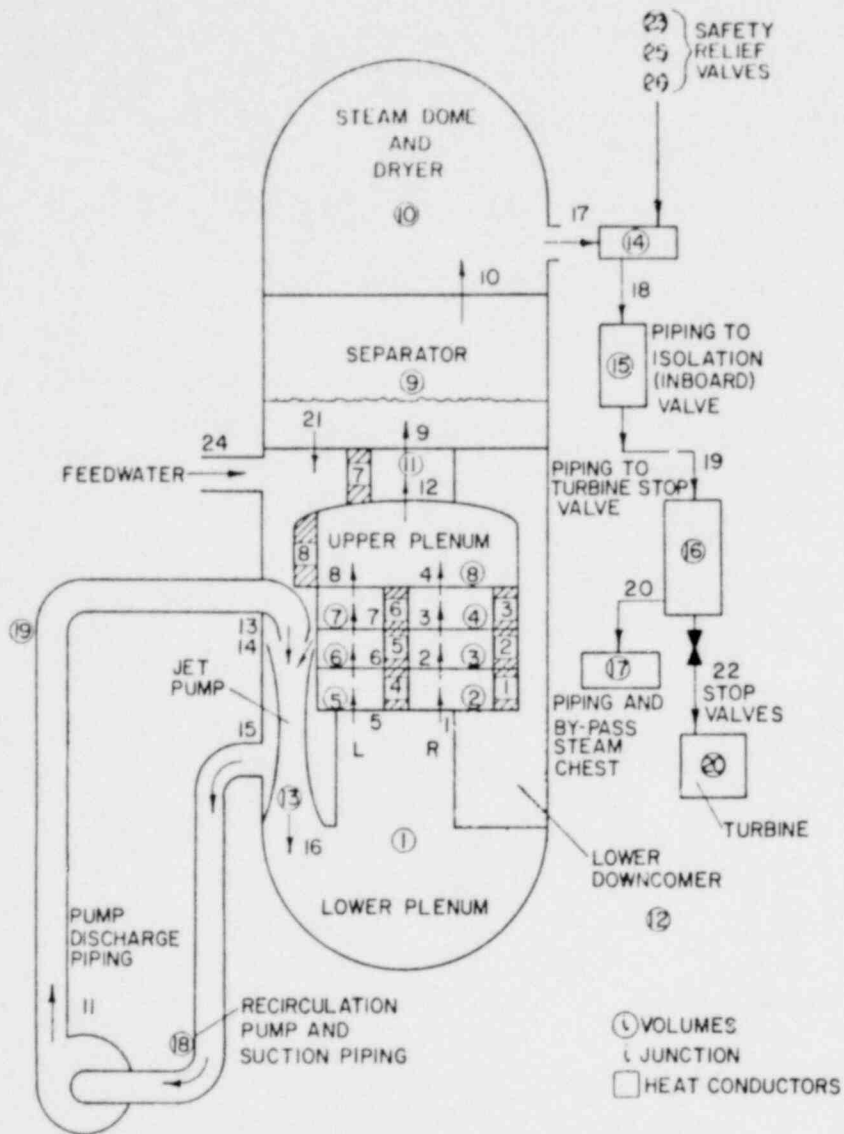 23
25
26
SAFETY
RELIEF
VALVES
STEAM DOME
AND
DRYER
10
17
14
10
18
SEPARATOR
9
PIPING TO
ISOLATION
(INBOARD)
VALVE
15
21
9
24
FEEDWATER
7
11
12
19
PIPING TO
TURBINE STOP
VALVE
UPPER PLENUM
8
16
8
4
8
20
19
7
7
6
3
4
3
13
14
6
6
5
2
3
2
JET
PUMP
17
22
STOP
VALVES
5
4
2
1
PIPING AND
BY-PASS
STEAM
CHEST
15
5
1
L
R
20
TURBINE
13
16
1
LOWER
DOWNCOMER
12
LOWER PLENUM
PUMP
DISCHARGE
PIPING
11
RECIRCULATION
PUMP AND
SUCTION PIPING
18
i VOLUMES
i JUNCTION
HEAT CONDUCTORS